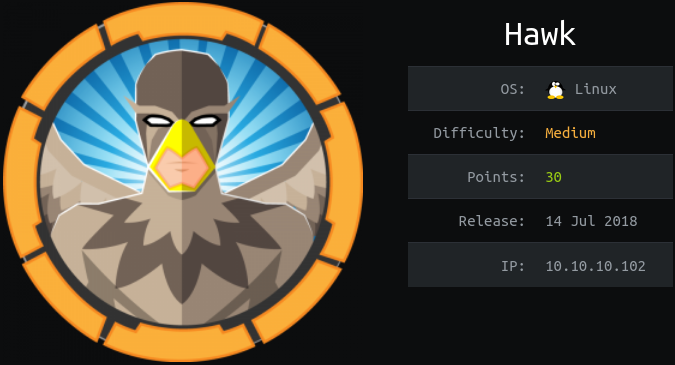 Hawk
OS: Linux
Difficulty: Medium
Points: 30
Release: 14 Jul 2018
IP: 10.10.10.102